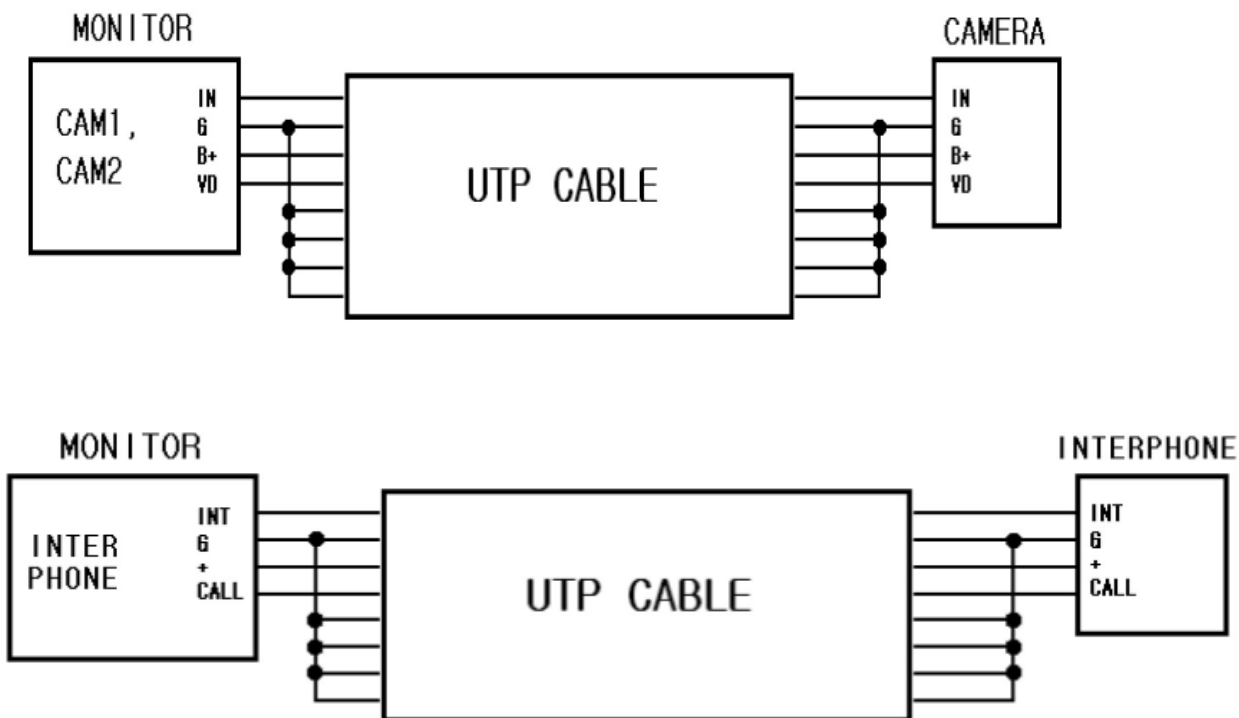 MONITOR
CAMERA
CAM1,
CAM2
IN
G
B+
VD
UTP CABLE
IN
G
B+
VD
MONITOR
INTERPHONE
INTER
PHONE
INT
G
+
CALL
UTP CABLE
INT
G
+
CALL